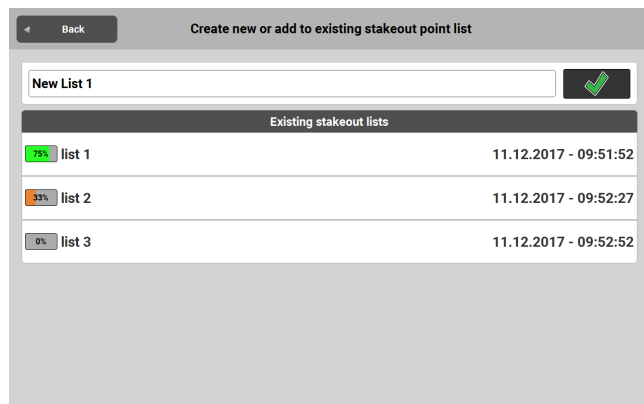 Back
Create new or add to existing stakeout point list
New List 1
Existing stakeout lists
75% list 1 11.12.2017 - 09:51:52
33% list 2 11.12.2017 - 09:52:27
0% list 3 11.12.2017 - 09:52:52